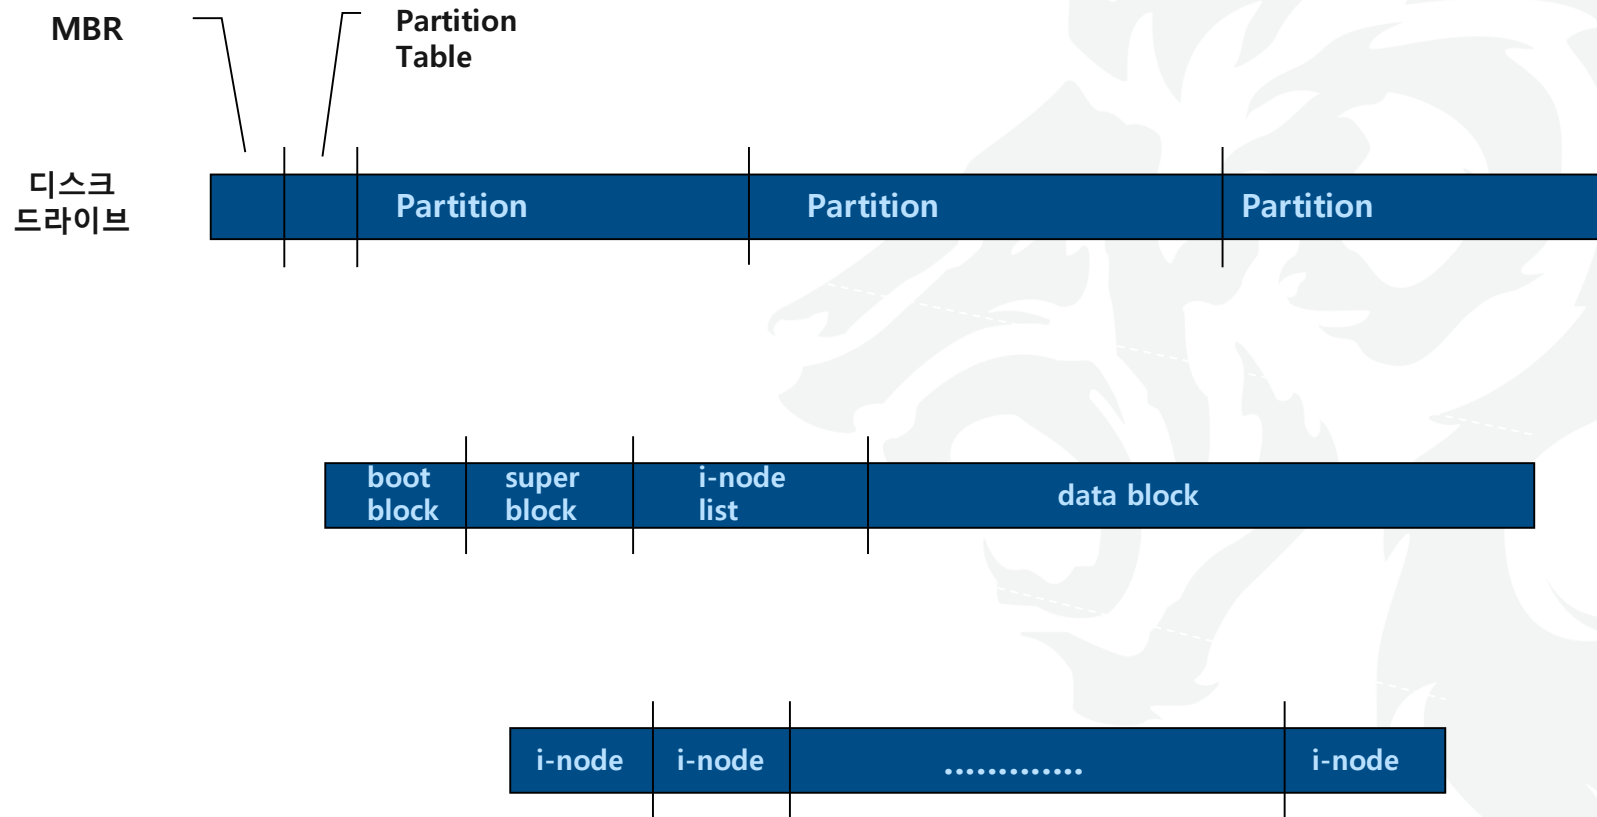 MBR
Partition
Table
디스크
드라이브
Partition
Partition
Partition
boot
block
super
block
i-node
list
data block
i-node
i-node
.............
i-node